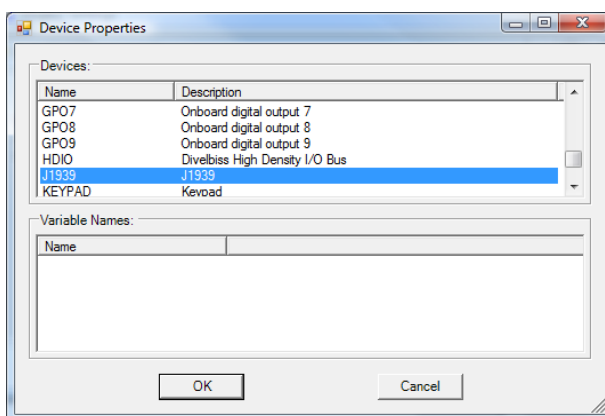 Device Properties
Devices:
Name Description
GPO7 Onboard digital output 7
GPO8 Onboard digital output 8
GPO9 Onboard digital output 9
HDIO Divelbiss High Density I/O Bus
J1939 J1939
KEYPAD Keypad
Variable Names:
Name
OK Cancel